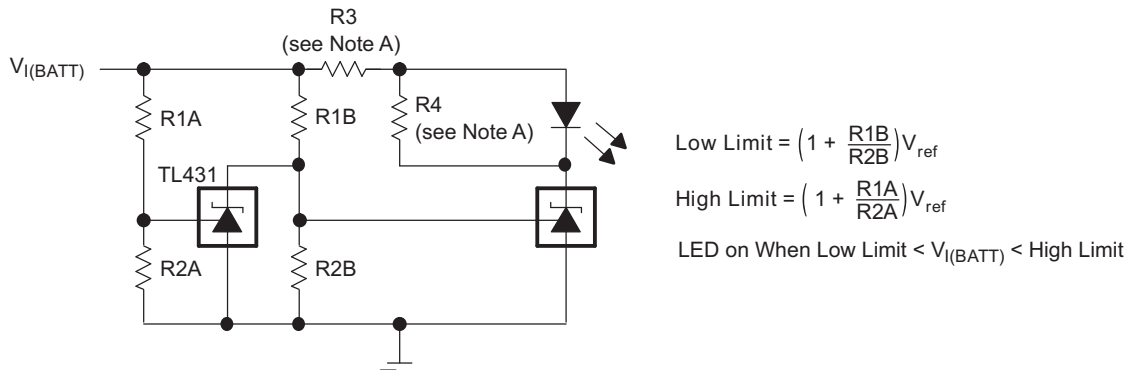 R3
(see Note A)
V_I(BATT)
R1A
R1B
R4
(see Note A)
TL431
R2A
R2B
Low Limit = (1 + R1B/R2B)V_ref
High Limit = (1 + R1A/R2A)V_ref
LED on When Low Limit < V_I(BATT) < High Limit